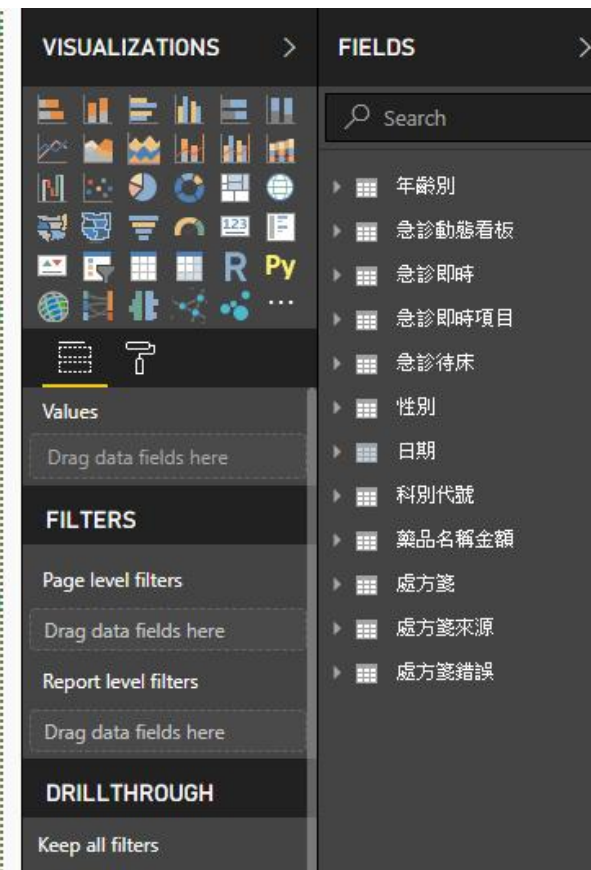 VISUALIZATIONS
123
R
Py
Values
Drag data fields here
FILTERS
Page level filters
Drag data fields here
Report level filters
Drag data fields here
DRILLTHROUGH
Keep all filters
FIELDS
Search
年齡別
急診動態看板
急診即時
急診即時項目
急診待床
性別
日期
科別代號
藥品名稱金額
處方箋
處方箋來源
處方箋錯誤